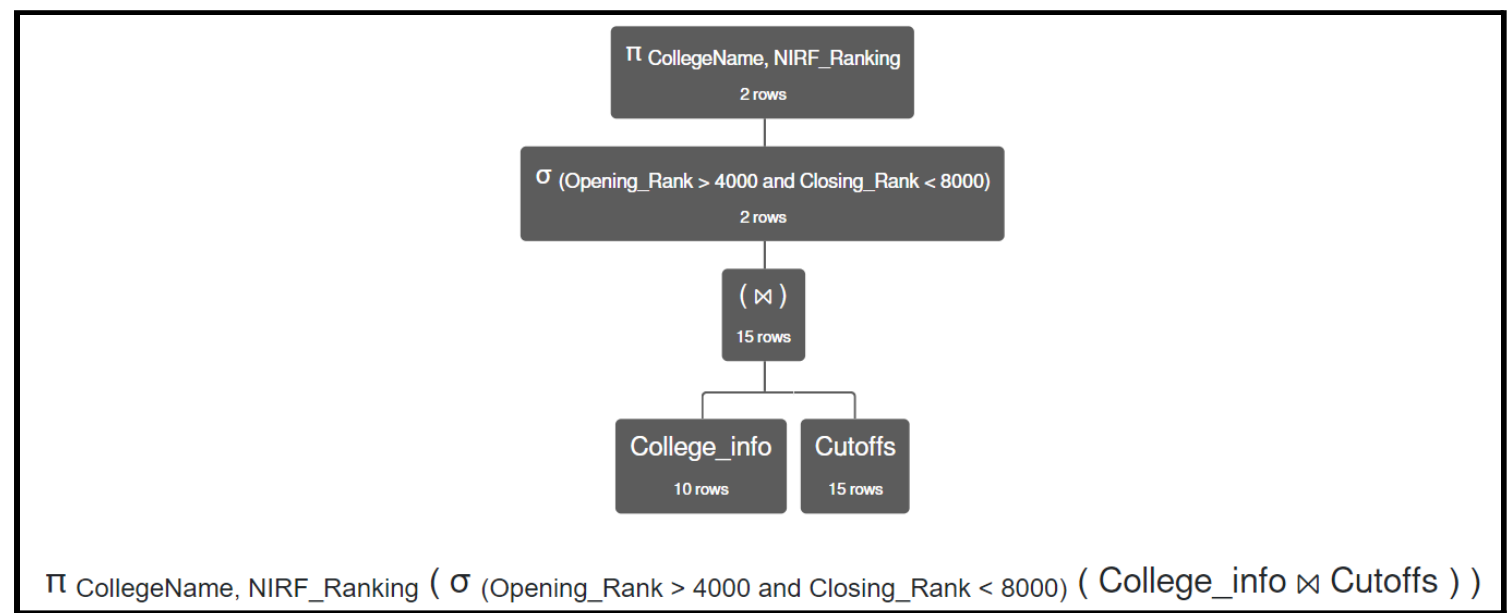 π CollegeName, NIRF_Ranking
2 rows
σ (Opening_Rank > 4000 and Closing_Rank < 8000)
2 rows
( ⋈ )
15 rows
College_info
10 rows
Cutoffs
15 rows
π CollegeName, NIRF_Ranking ( σ (Opening_Rank > 4000 and Closing_Rank < 8000) ( College_info ⋈ Cutoffs ) )